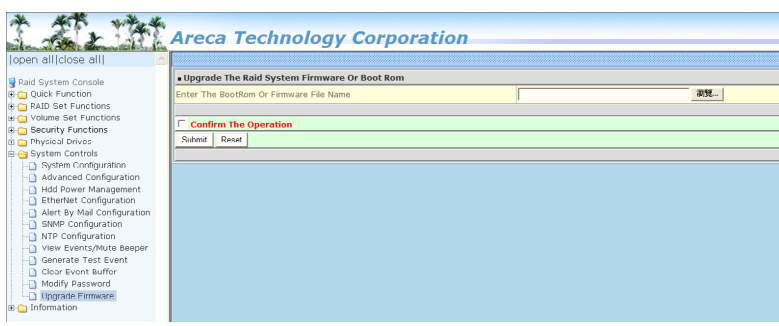 Areca Technology Corporation
|open all|close all|
Raid System Console
Quick Function
RAID Set Functions
Volume Set Functions
Security Functions
Physical Drives
System Controls
System Configuration
Advanced Configuration
Hdd Power Management
EtherNet Configuration
Alert By Mail Configuration
SNMP Configuration
NTP Configuration
View Events/Mute Beeper
Generate Test Event
Clear Event Buffer
Modify Password
Upgrade Firmware
Information
Upgrade The Raid System Firmware Or Boot Rom
Enter The BootRom Or Firmware File Name
瀏覽...
Confirm The Operation
Submit Reset